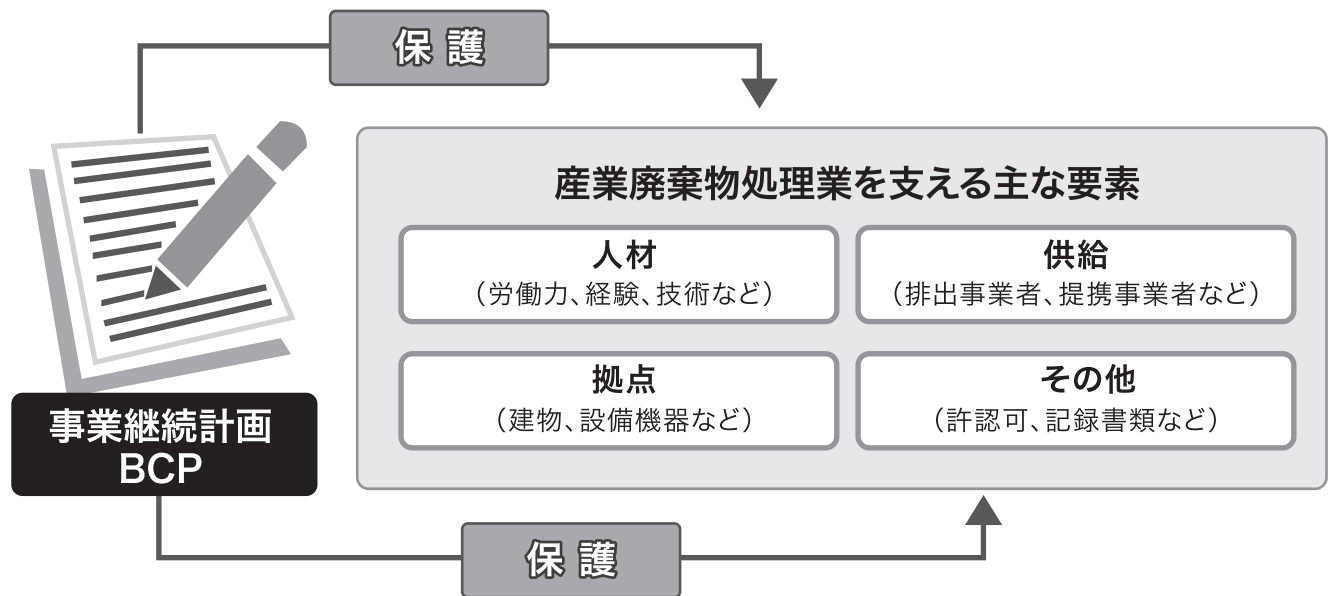 保護
産業廃棄物処理業を支える主な要素
人材
（労働力、経験、技術など）
供給
（排出事業者、提携事業者など）
拠点
（建物、設備機器など）
その他
（許認可、記録書類など）
事業継続計画
BCP
保護